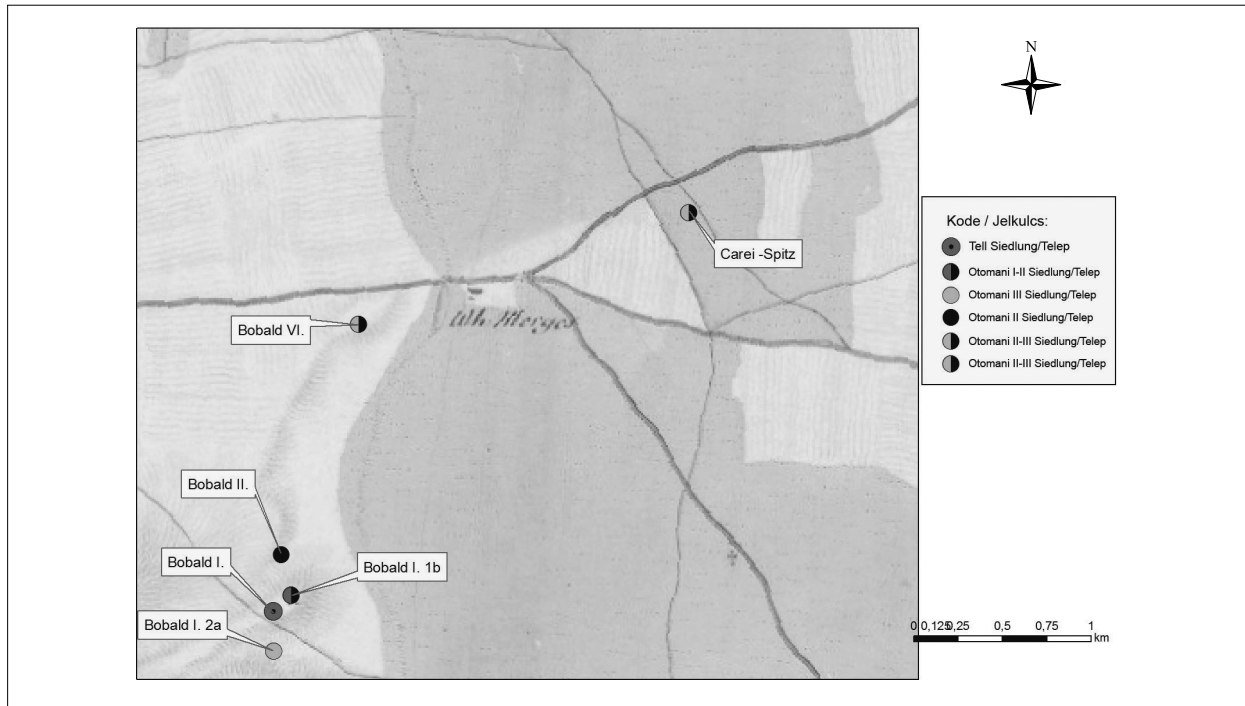 N
Carei -Spitz
Bobald VI.
Bobald II.
Bobald I.
Bobald I. 1b
Bobald I. 2a
Kode / Jelkulcs:
Tell Siedlung/Telep
Otomani I-II Siedlung/Telep
Otomani III Siedlung/Telep
Otomani II Siedlung/Telep
Otomani II-III Siedlung/Telep
Otomani II-III Siedlung/Telep
0 0,125 0,25 0,5 0,75 1
km